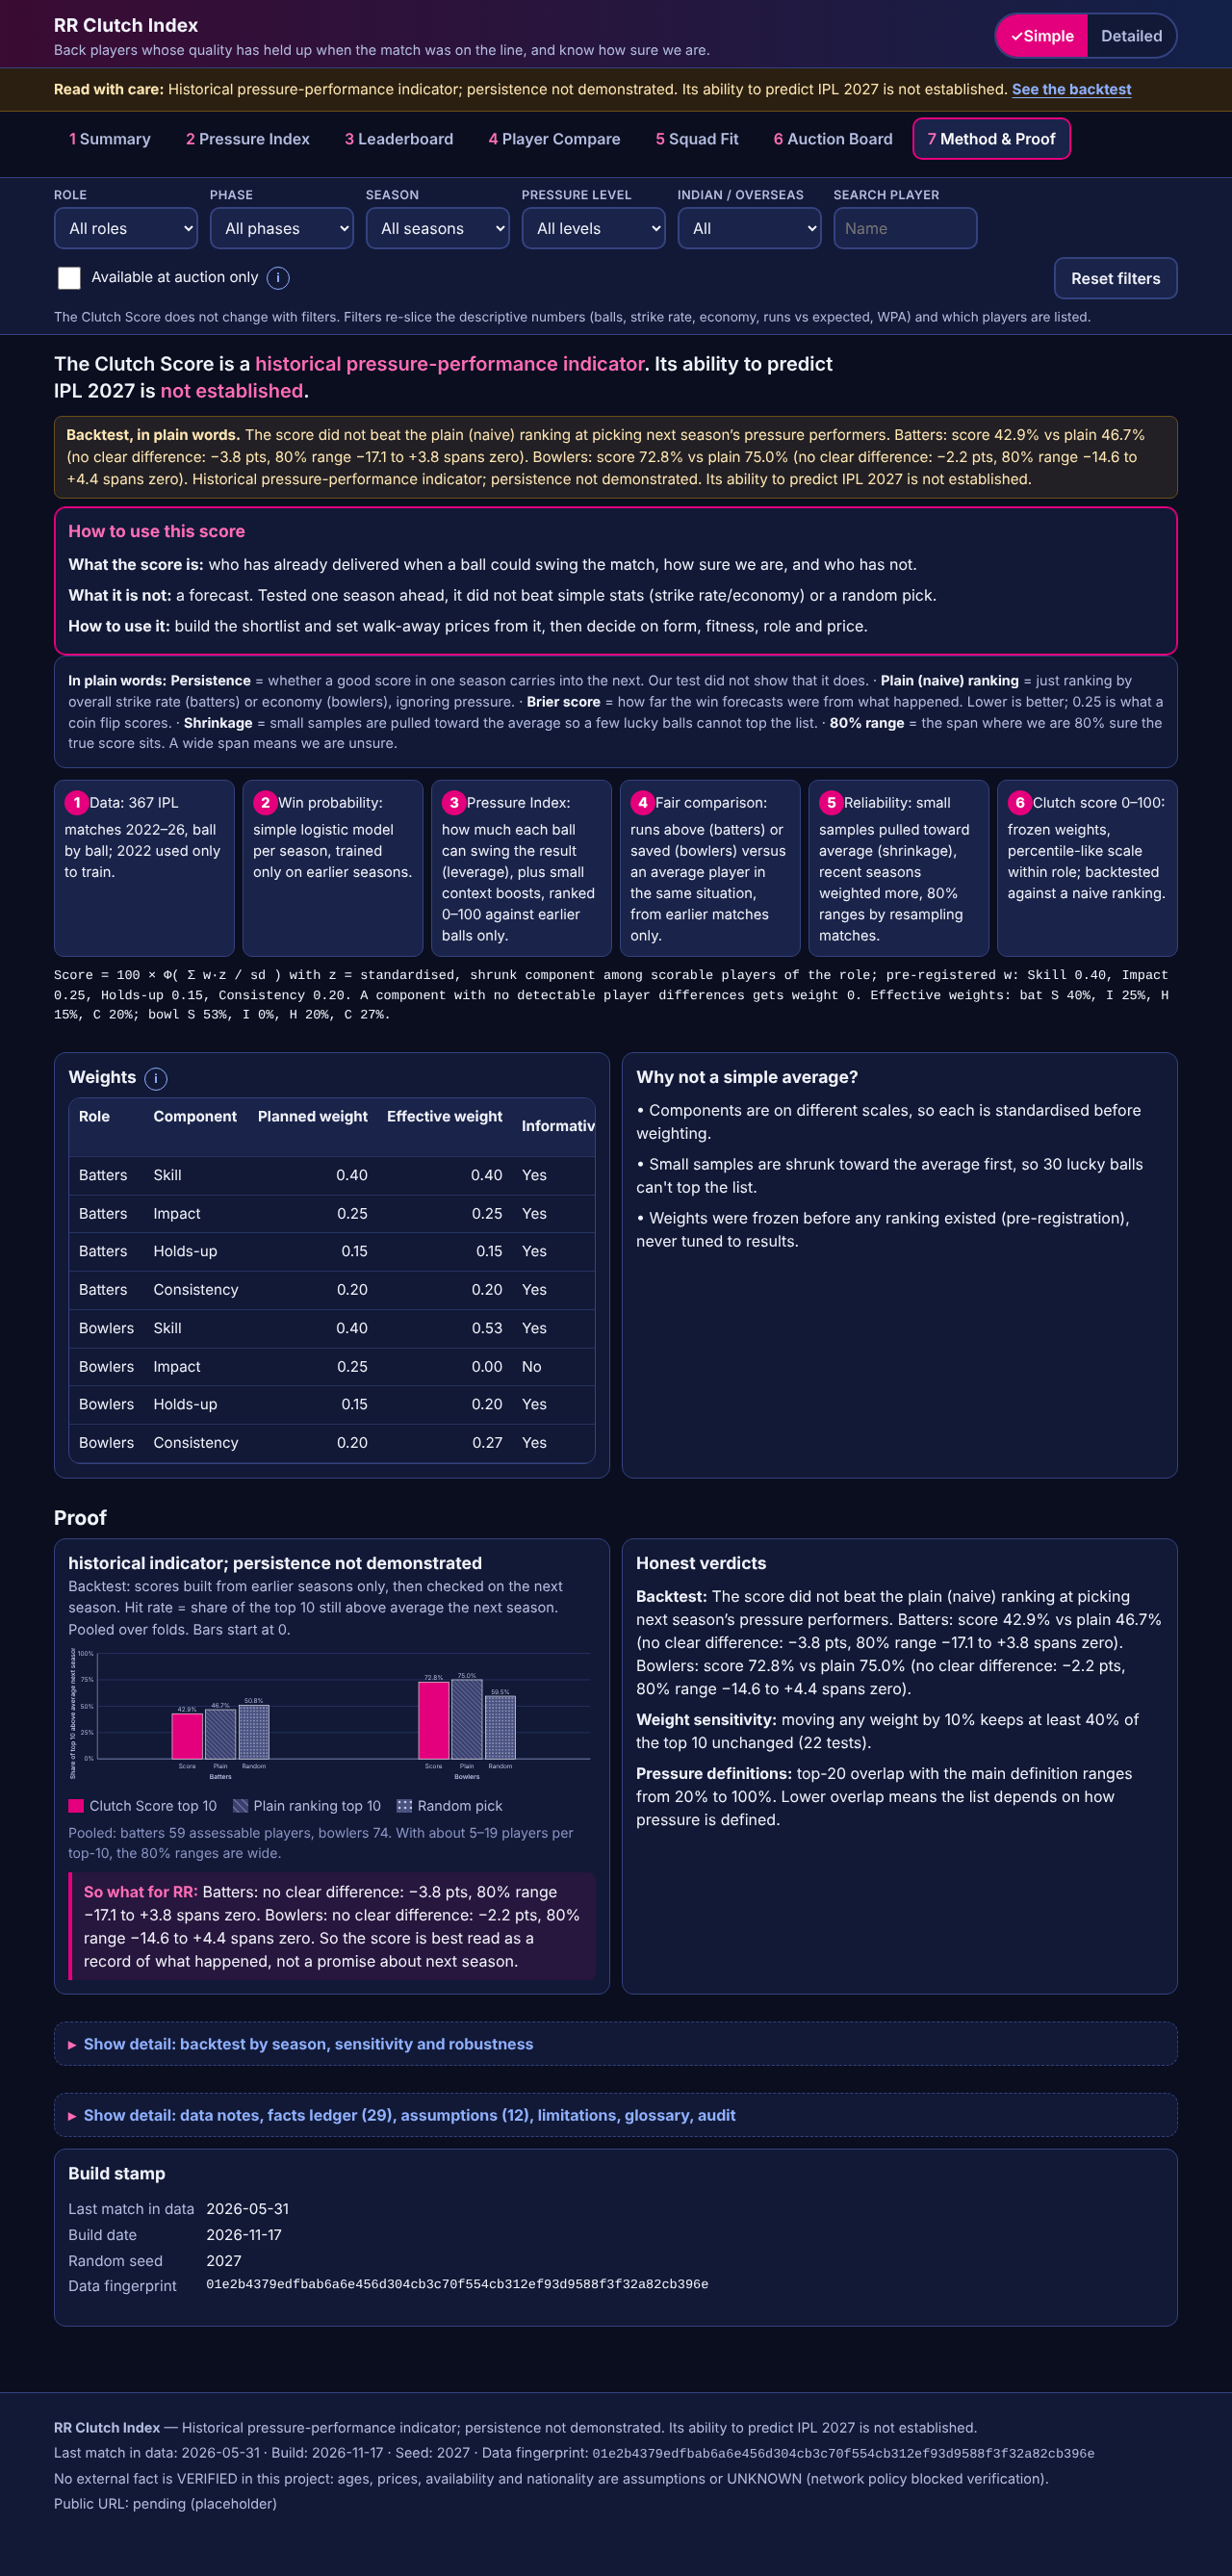 RR Clutch Index
Back players whose quality has held up when the match was on the line, and know how sure we are.
✓Simple
Detailed
Read with care: Historical pressure-performance indicator; persistence not demonstrated. Its ability to predict IPL 2027 is not established. See the backtest
1 Summary
2 Pressure Index
3 Leaderboard
4 Player Compare
5 Squad Fit
6 Auction Board
7 Method & Proof
ROLE
PHASE
SEASON
PRESSURE LEVEL
INDIAN / OVERSEAS
SEARCH PLAYER
All roles
All phases
All seasons
All levels
All
Name
Available at auction only i
Reset filters
The Clutch Score does not change with filters. Filters re-slice the descriptive numbers (balls, strike rate, economy, runs vs expected, WPA) and which players are listed.
The Clutch Score is a historical pressure-performance indicator. Its ability to predict
IPL 2027 is not established.
Backtest, in plain words. The score did not beat the plain (naive) ranking at picking next season's pressure performers. Batters: score 42.9% vs plain 46.7%
(no clear difference: −3.8 pts, 80% range −17.1 to +3.8 spans zero). Bowlers: score 72.8% vs plain 75.0% (no clear difference: −2.2 pts, 80% range −14.6 to
+4.4 spans zero). Historical pressure-performance indicator; persistence not demonstrated. Its ability to predict IPL 2027 is not established.
How to use this score
What the score is: who has already delivered when a ball could swing the match, how sure we are, and who has not.
What it is not: a forecast. Tested one season ahead, it did not beat simple stats (strike rate/economy) or a random pick.
How to use it: build the shortlist and set walk-away prices from it, then decide on form, fitness, role and price.
In plain words: Persistence = whether a good score in one season carries into the next. Our test did not show that it does. · Plain (naive) ranking = just ranking by
overall strike rate (batters) or economy (bowlers), ignoring pressure. · Brier score = how far the win forecasts were from what happened. Lower is better; 0.25 is what a
coin flip scores. · Shrinkage = small samples are pulled toward the average so a few lucky balls cannot top the list. · 80% range = the span where we are 80% sure the
true score sits. A wide span means we are unsure.
1 Data: 367 IPL
matches 2022–26, ball
by ball; 2022 used only
to train.
2 Win probability:
simple logistic model
per season, trained
only on earlier seasons.
3 Pressure Index:
how much each ball
can swing the result
(leverage), plus small
context boosts, ranked
0–100 against earlier
balls only.
4 Fair comparison:
runs above (batters) or
saved (bowlers) versus
an average player in
the same situation,
from earlier matches
only.
5 Reliability: small
samples pulled toward
average (shrinkage),
recent seasons
weighted more, 80%
ranges by resampling
matches.
6 Clutch score 0–100:
frozen weights,
percentile-like scale
within role; backtested
against a naive ranking.
Score = 100 × Φ( Σ w·z / sd ) with z = standardised, shrunk component among scorable players of the role; pre-registered w: Skill 0.40, Impact
0.25, Holds-up 0.15, Consistency 0.20. A component with no detectable player differences gets weight 0. Effective weights: bat S 40%, I 25%, H
15%, C 20%; bowl S 53%, I 0%, H 20%, C 27%.
Weights i
Role Component Planned weight Effective weight Informativ
Batters Skill 0.40 0.40 Yes
Batters Impact 0.25 0.25 Yes
Batters Holds-up 0.15 0.15 Yes
Batters Consistency 0.20 0.20 Yes
Bowlers Skill 0.40 0.53 Yes
Bowlers Impact 0.25 0.00 No
Bowlers Holds-up 0.15 0.20 Yes
Bowlers Consistency 0.20 0.27 Yes
Why not a simple average?
• Components are on different scales, so each is standardised before
weighting.
• Small samples are shrunk toward the average first, so 30 lucky balls
can't top the list.
• Weights were frozen before any ranking existed (pre-registration),
never tuned to results.
Proof
historical indicator; persistence not demonstrated
Backtest: scores built from earlier seasons only, then checked on the next
season. Hit rate = share of the top 10 still above average the next season.
Pooled over folds. Bars start at 0.
Share of top 10 above average next season
100%
75%
50%
25%
0%
42.9%
46.7%
50.8%
72.8%
75.0%
59.5%
Score Plain Random
Score Plain Random
Batters
Bowlers
Clutch Score top 10
Plain ranking top 10
Random pick
Pooled: batters 59 assessable players, bowlers 74. With about 5–19 players per
top-10, the 80% ranges are wide.
So what for RR: Batters: no clear difference: −3.8 pts, 80% range
−17.1 to +3.8 spans zero. Bowlers: no clear difference: −2.2 pts, 80%
range −14.6 to +4.4 spans zero. So the score is best read as a
record of what happened, not a promise about next season.
Honest verdicts
Backtest: The score did not beat the plain (naive) ranking at picking
next season's pressure performers. Batters: score 42.9% vs plain 46.7%
(no clear difference: −3.8 pts, 80% range −17.1 to +3.8 spans zero).
Bowlers: score 72.8% vs plain 75.0% (no clear difference: −2.2 pts,
80% range −14.6 to +4.4 spans zero).
Weight sensitivity: moving any weight by 10% keeps at least 40% of
the top 10 unchanged (22 tests).
Pressure definitions: top-20 overlap with the main definition ranges
from 20% to 100%. Lower overlap means the list depends on how
pressure is defined.
▸ Show detail: backtest by season, sensitivity and robustness
▸ Show detail: data notes, facts ledger (29), assumptions (12), limitations, glossary, audit
Build stamp
Last match in data 2026-05-31
Build date 2026-11-17
Random seed 2027
Data fingerprint 01e2b4379edfbab6a6e456d304cb3c70f554cb312ef93d9588f3f32a82cb396e
RR Clutch Index — Historical pressure-performance indicator; persistence not demonstrated. Its ability to predict IPL 2027 is not established.
Last match in data: 2026-05-31 · Build: 2026-11-17 · Seed: 2027 · Data fingerprint: 01e2b4379edfbab6a6e456d304cb3c70f554cb312ef93d9588f3f32a82cb396e
No external fact is VERIFIED in this project: ages, prices, availability and nationality are assumptions or UNKNOWN (network policy blocked verification).
Public URL: pending (placeholder)